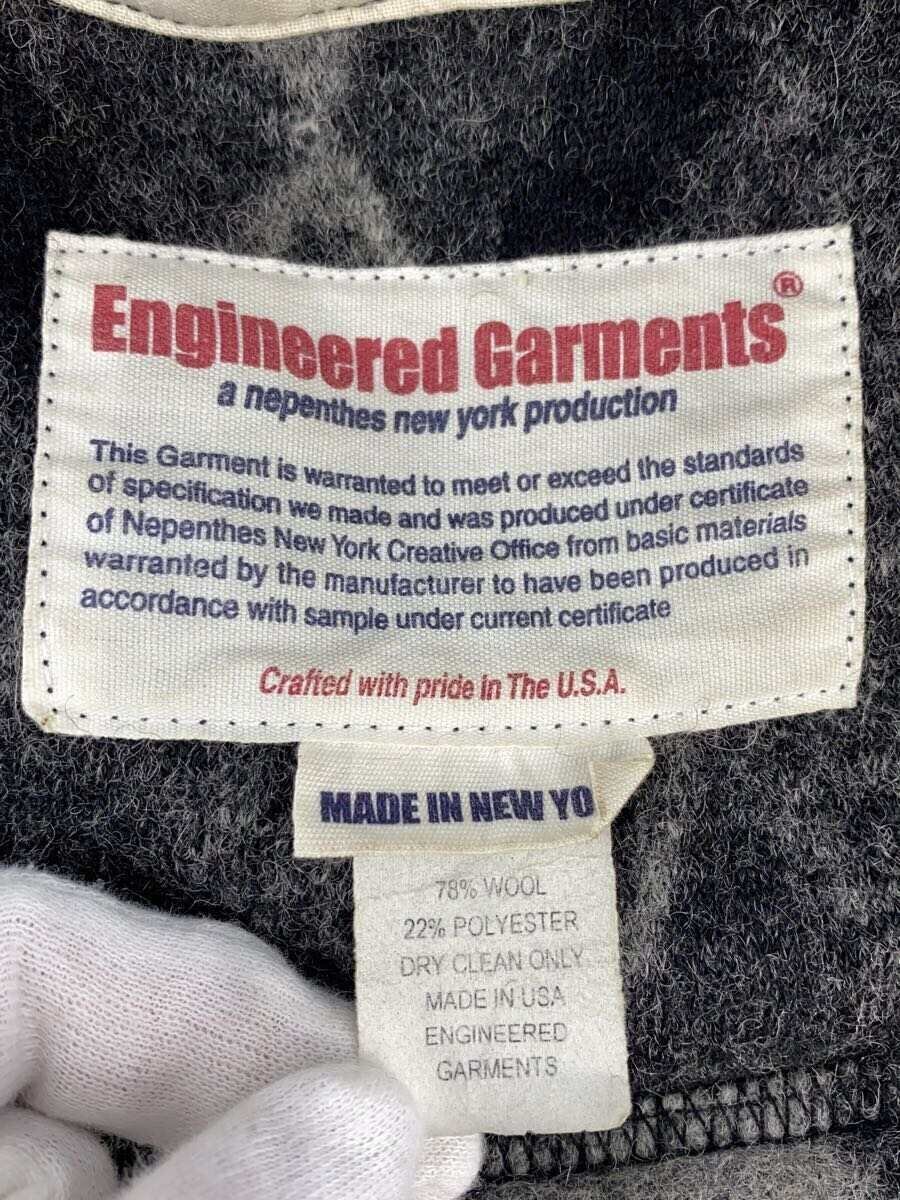 Engineered Garments®
a nepenthes new york production
This Garment is warranted to meet or exceed the standards
of specification we made and was produced under certificate
of Nepenthes New York Creative Office from basic materials
warranted by the manufacturer to have been produced in
accordance with sample under current certificate
Crafted with pride in The U.S.A.
MADE IN NEW YO
78% WOOL
22% POLYESTER
DRY CLEAN ONLY
MADE IN USA
ENGINEERED
GARMENTS